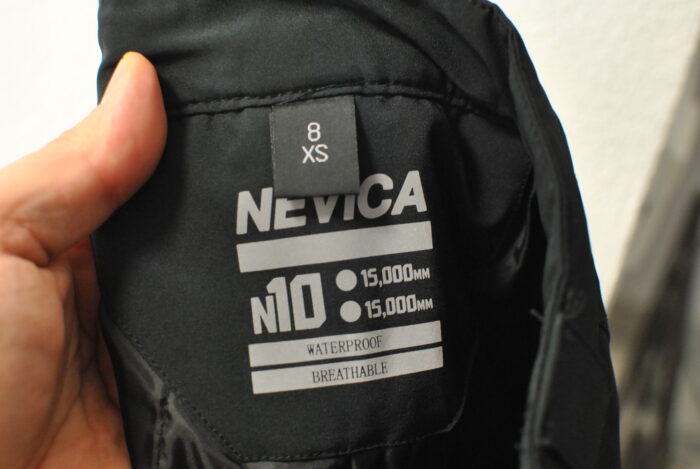 8
XS
NEVICA
N10
15,000MM
15,000MM
WATERPROOF
BREATHABLE